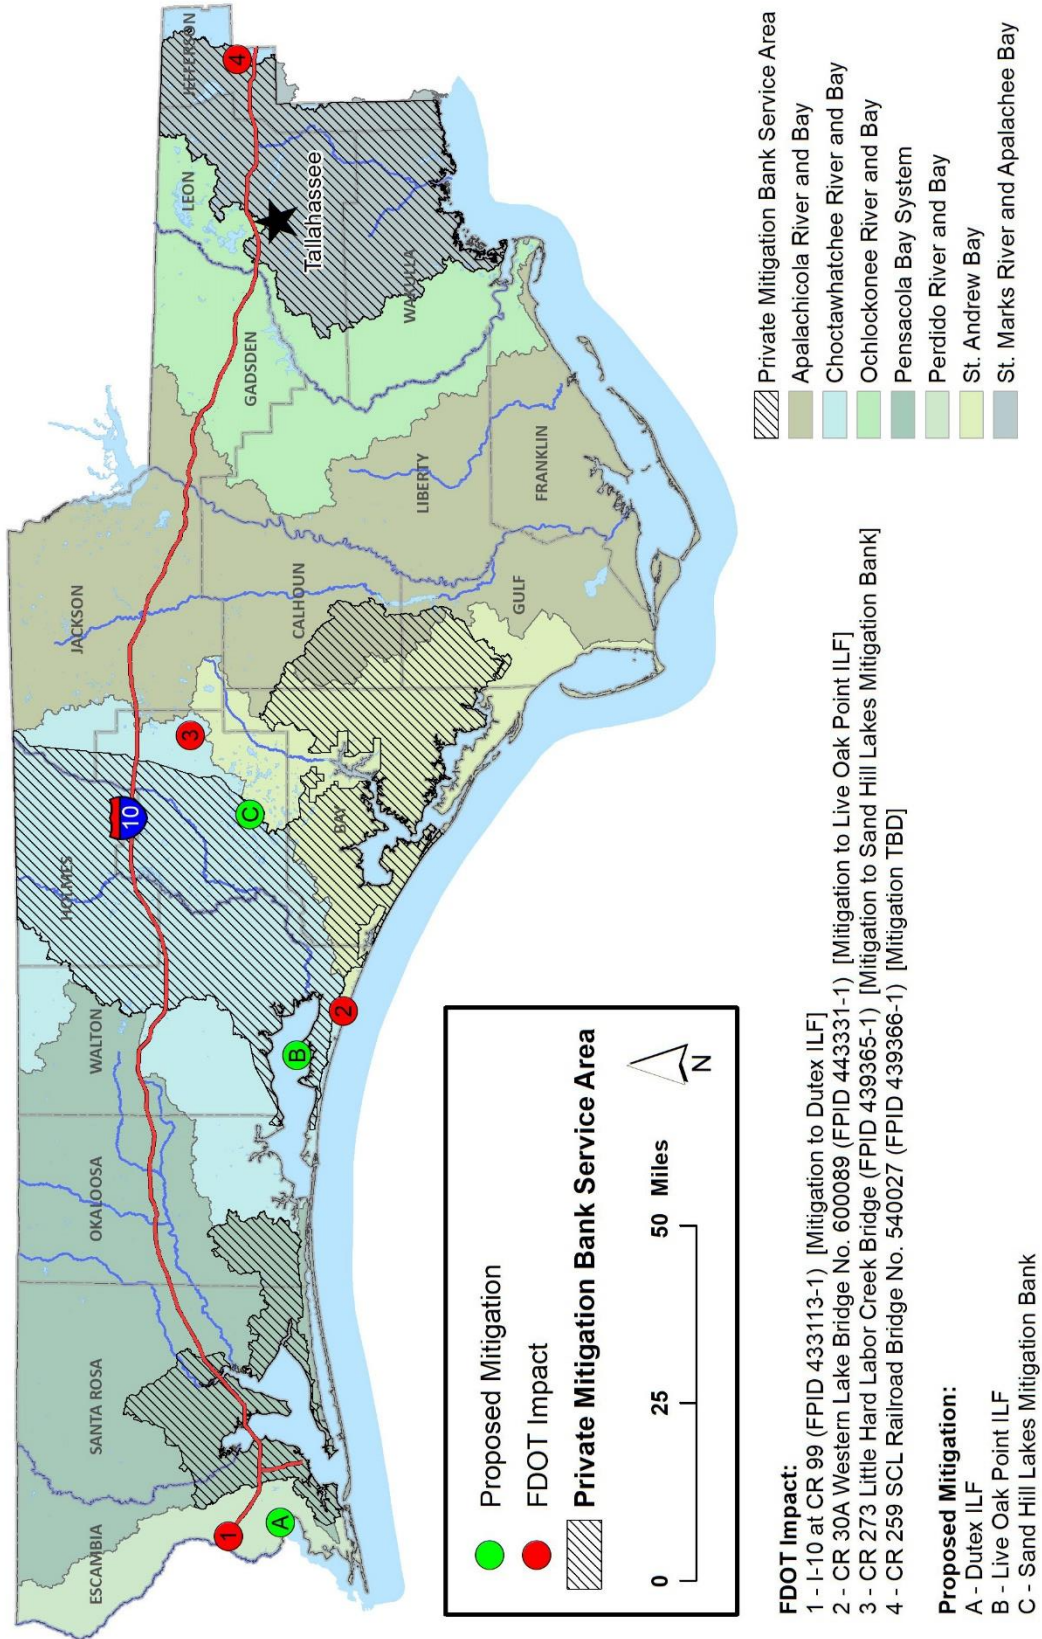 ESCAMBIA
SANTA ROSA
OKALOOSA
WALTON
HOLMES
JACKSON
GADSDEN
LEON
JEFFERSON
10
1
A
3
C
4
Tallahassee
WAKULLA
CALHOUN
LIBERTY
BAY
B
2
GULF
FRANKLIN
Proposed Mitigation
FDOT Impact
Private Mitigation Bank Service Area
0 25 50 Miles
N
FDOT Impact:
1 - I-10 at CR 99 (FPID 433113-1) [Mitigation to Dutex ILF]
2 - CR 30A Western Lake Bridge No. 600089 (FPID 443331-1) [Mitigation to Live Oak Point ILF]
3 - CR 273 Little Hard Labor Creek Bridge (FPID 439365-1) [Mitigation to Sand Hill Lakes Mitigation Bank]
4 - CR 259 SCL Railroad Bridge No. 540027 (FPID 439366-1) [Mitigation TBD]
Proposed Mitigation:
A - Dutex ILF
B - Live Oak Point ILF
C - Sand Hill Lakes Mitigation Bank
Private Mitigation Bank Service Area
Apalachicola River and Bay
Choctawhatchee River and Bay
Ochlockonee River and Bay
Pensacola Bay System
Perdido River and Bay
St. Andrew Bay
St. Marks River and Apalachee Bay